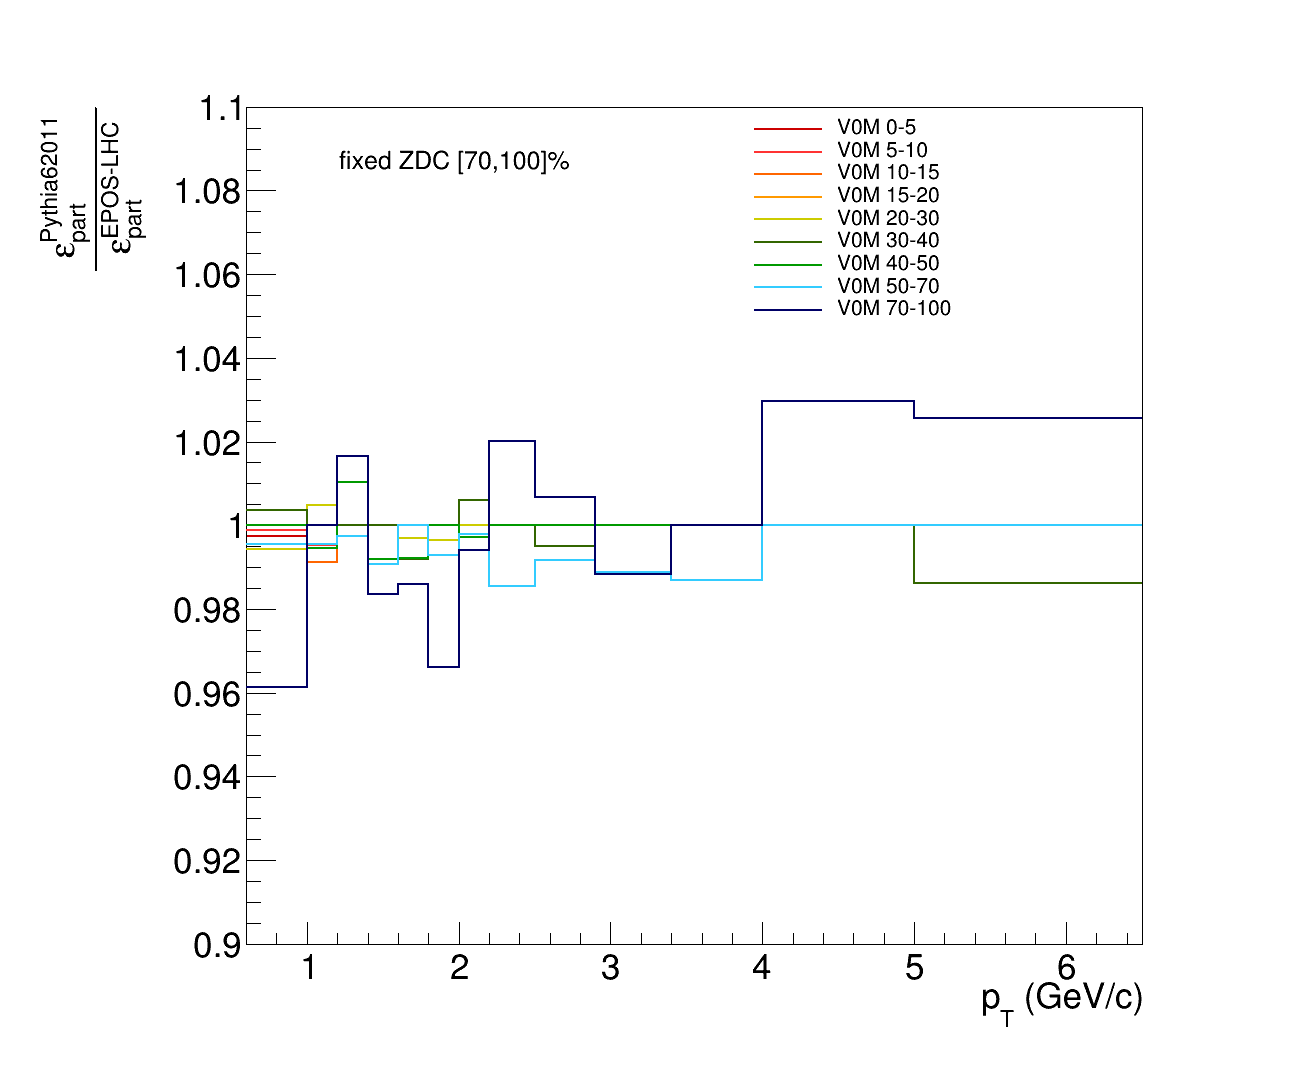 ε_part^Pythia62011
ε_part^EPOS-LHC
fixed ZDC [70,100]%
V0M 0-5
V0M 5-10
V0M 10-15
V0M 15-20
V0M 20-30
V0M 30-40
V0M 40-50
V0M 50-70
V0M 70-100
1.1
1.08
1.06
1.04
1.02
1
0.98
0.96
0.94
0.92
0.9
1 2 3 4 5 6
p_T (GeV/c)